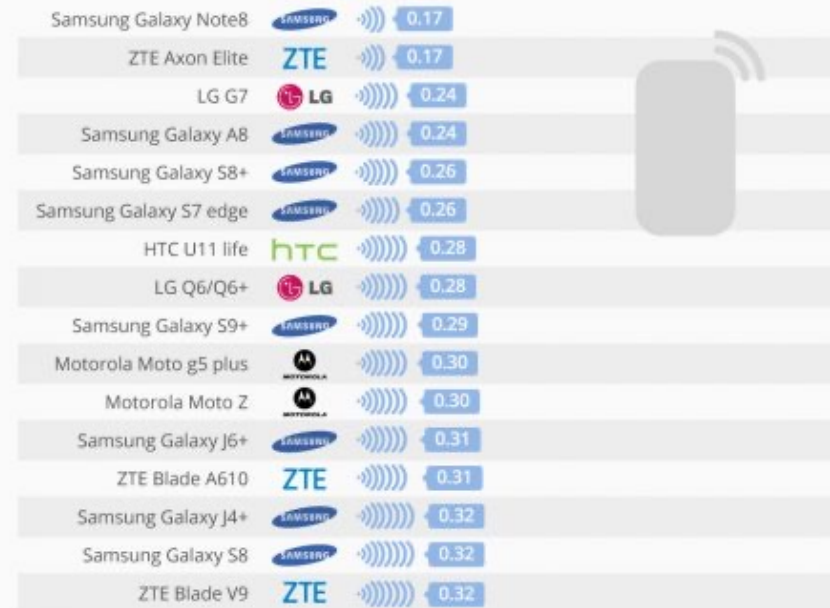 Samsung Galaxy Note8 SAMSUNG 0.17
ZTE Axon Elite ZTE 0.17
LG G7 LG 0.24
Samsung Galaxy A8 SAMSUNG 0.24
Samsung Galaxy S8+ SAMSUNG 0.26
Samsung Galaxy S7 edge SAMSUNG 0.26
HTC U11 life hTC 0.28
LG Q6/Q6+ LG 0.28
Samsung Galaxy S9+ SAMSUNG 0.29
Motorola Moto g5 plus MOTOROLA 0.30
Motorola Moto Z MOTOROLA 0.30
Samsung Galaxy J6+ SAMSUNG 0.31
ZTE Blade A610 ZTE 0.31
Samsung Galaxy J4+ SAMSUNG 0.32
Samsung Galaxy S8 SAMSUNG 0.32
ZTE Blade V9 ZTE 0.32